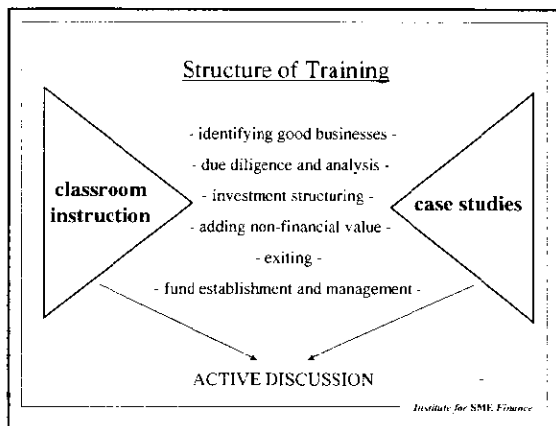 Structure of Training
- identifying good businesses -
- due diligence and analysis -
classroom
instruction
- investment structuring -
case studies
- adding non-financial value -
- exiting -
- fund establishment and management -
ACTIVE DISCUSSION
Institute for SME Finance